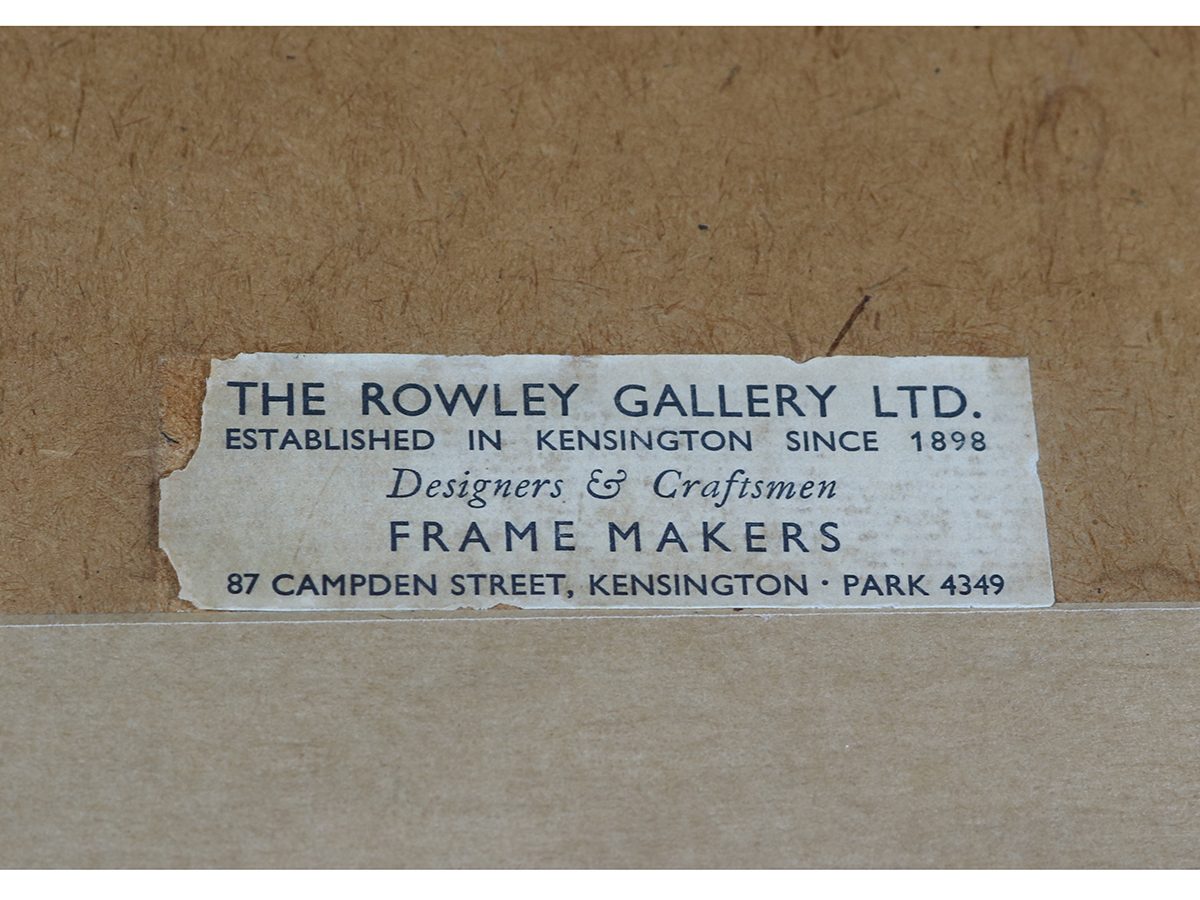 THE ROWLEY GALLERY LTD.
ESTABLISHED IN KENSINGTON SINCE 1898
Designers & Craftsmen
FRAME MAKERS
87 CAMPDEN STREET, KENSINGTON · PARK 4349